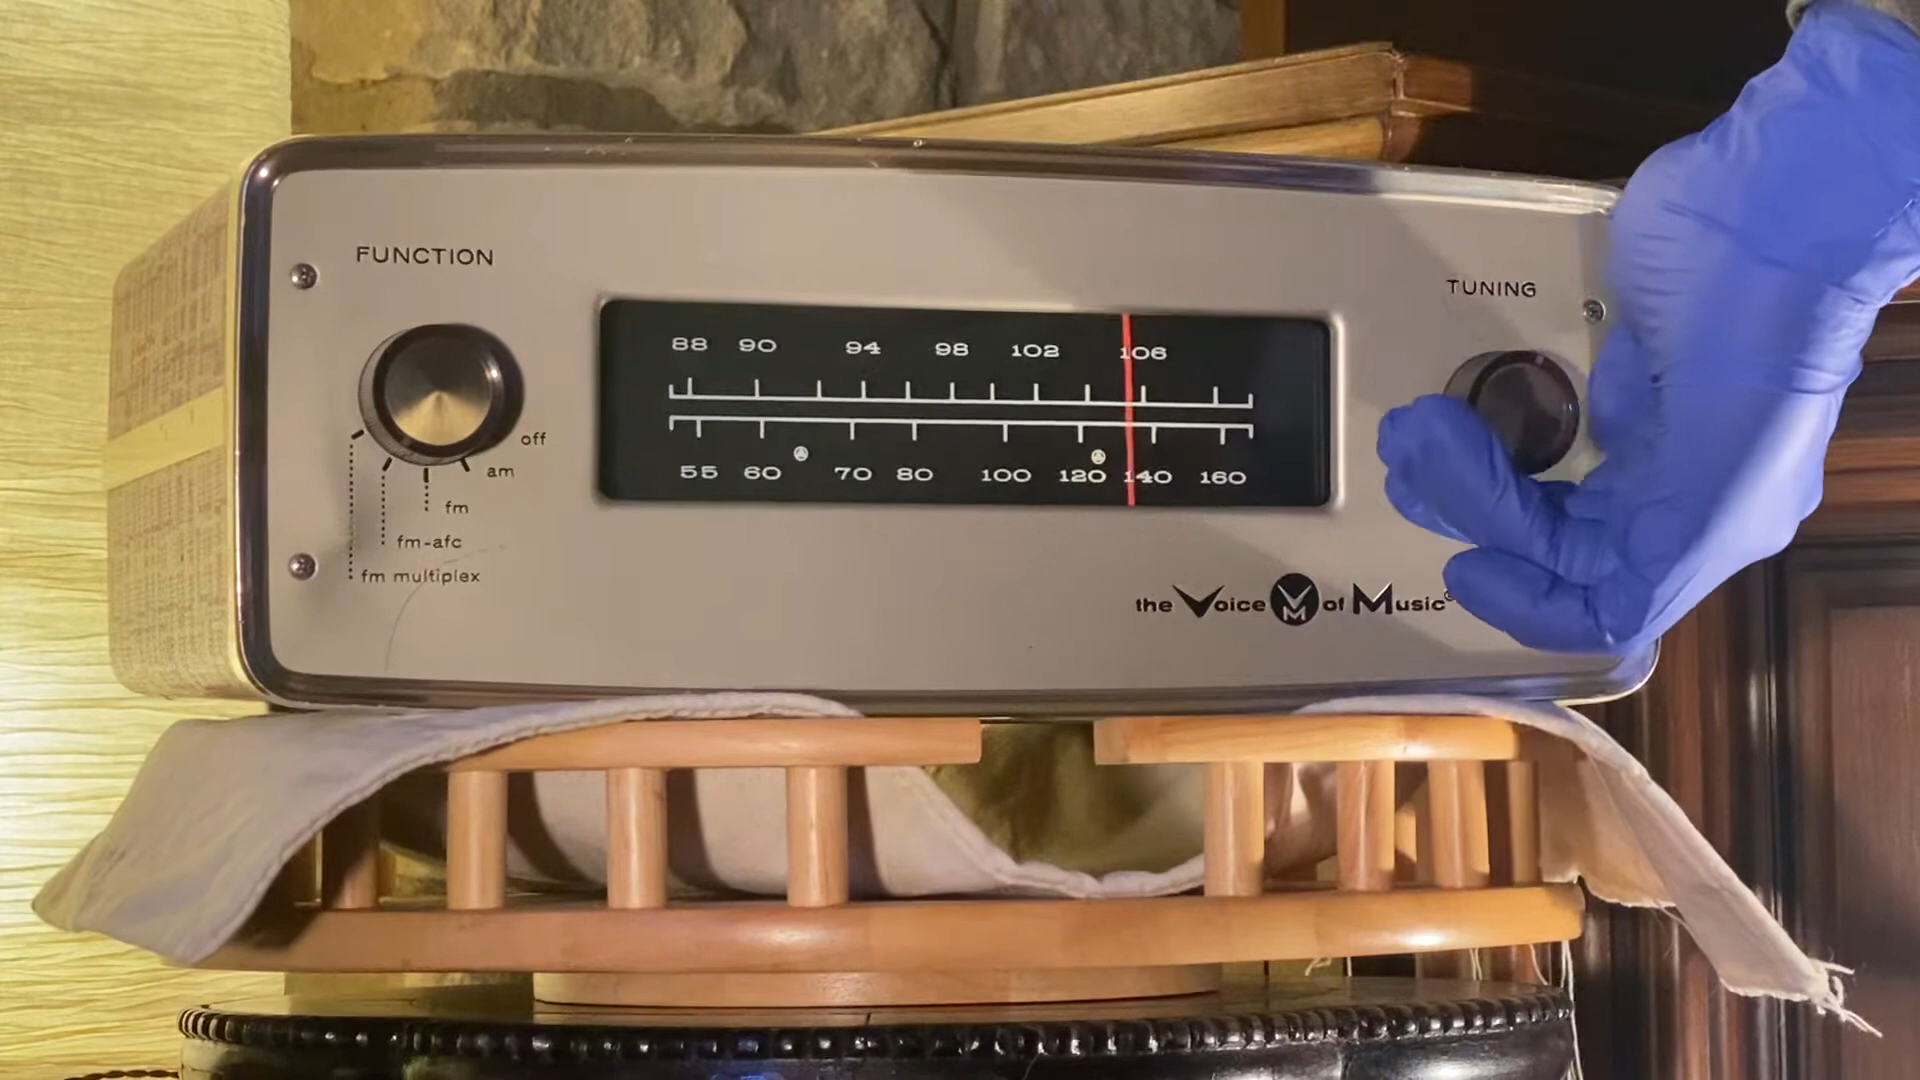 FUNCTION
TUNING
88 90 94 98 102 106
off
am
55 60 70 80 100 120 140 160
fm
fm-afc
fm multiplex
the Voice VM of Music®